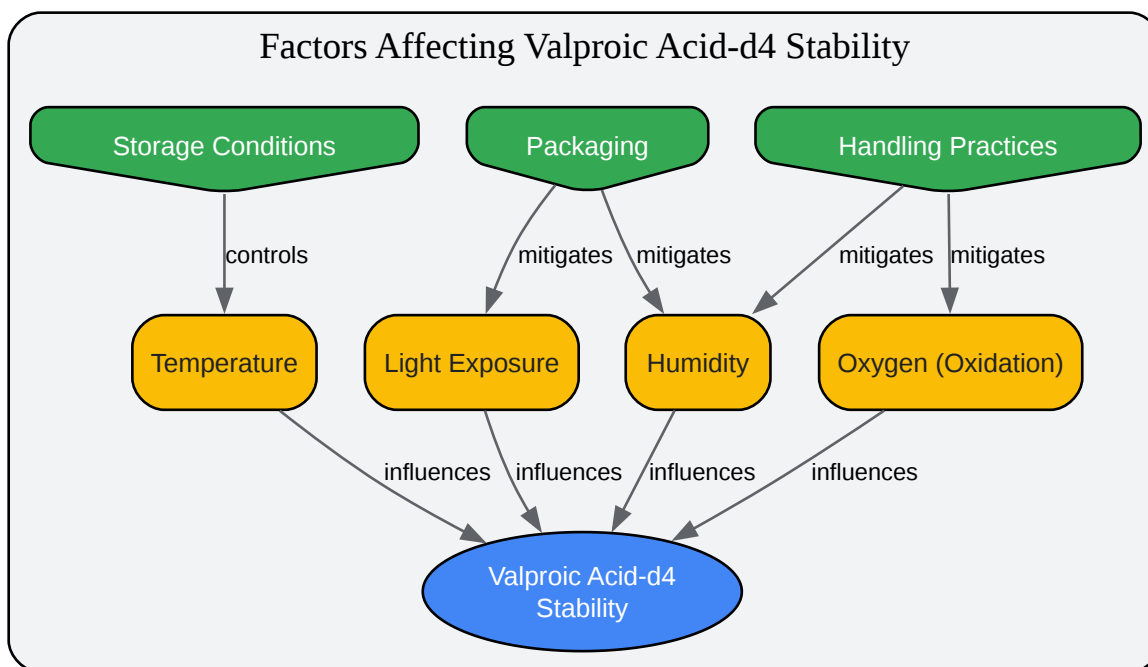 Factors Affecting Valproic Acid-d4 Stability
Storage Conditions
Packaging
Handling Practices
controls
mitigates
mitigates
mitigates
mitigates
Temperature
Light Exposure
Humidity
Oxygen (Oxidation)
influences
influences
influences
influences
Valproic Acid-d4
Stability